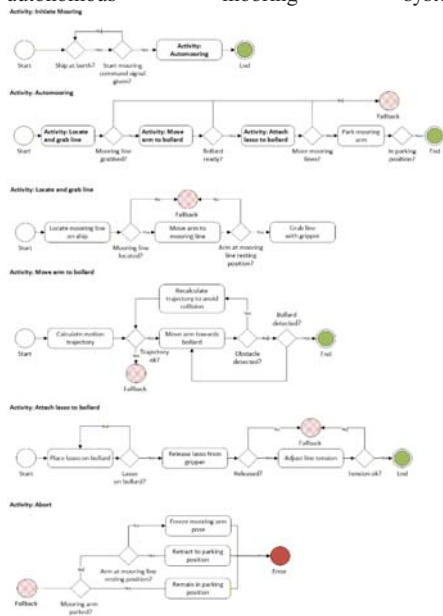 autonomous mooring
Activity: Initiate Mooring
Start
Ship at berth?
Start mooring
command signal
given?
Activity:
Automooring
End
Activity: Automooring
Start
Activity: Locate
and grab line
Mooring line
grabbed?
Activity: Move
arm to bollard
Bollard
ready?
Activity: Attach
lasso to bollard
More mooring
lines?
Park mooring
arm
In parking
position?
Fallback
End
Activity: Locate and grab line
Start
Locate mooring line
on ship
Mooring line
located?
Fallback
Move arm to
mooring line
Arm at mooring
line resting
position?
Grab line
with gripper
Activity: Move arm to bollard
Start
Calculate motion
trajectory
Trajectory
ok?
Fallback
Recalculate
trajectory to avoid
collision
Move arm towards
bollard
Obstacle
detected?
Bollard
detected?
End
Activity: Attach lasso to bollard
Start
Place lasso on bollard
Lasso
on bollard?
Release lasso from
gripper
Released?
Fallback
Adjust line tension
Tension ok?
End
Activity: Abort
Fallback
Mooring arm
parked?
Arm at mooring line
resting position?
Freeze mooring arm
pose
Retract to parking
position
Remain in parking
position
Error